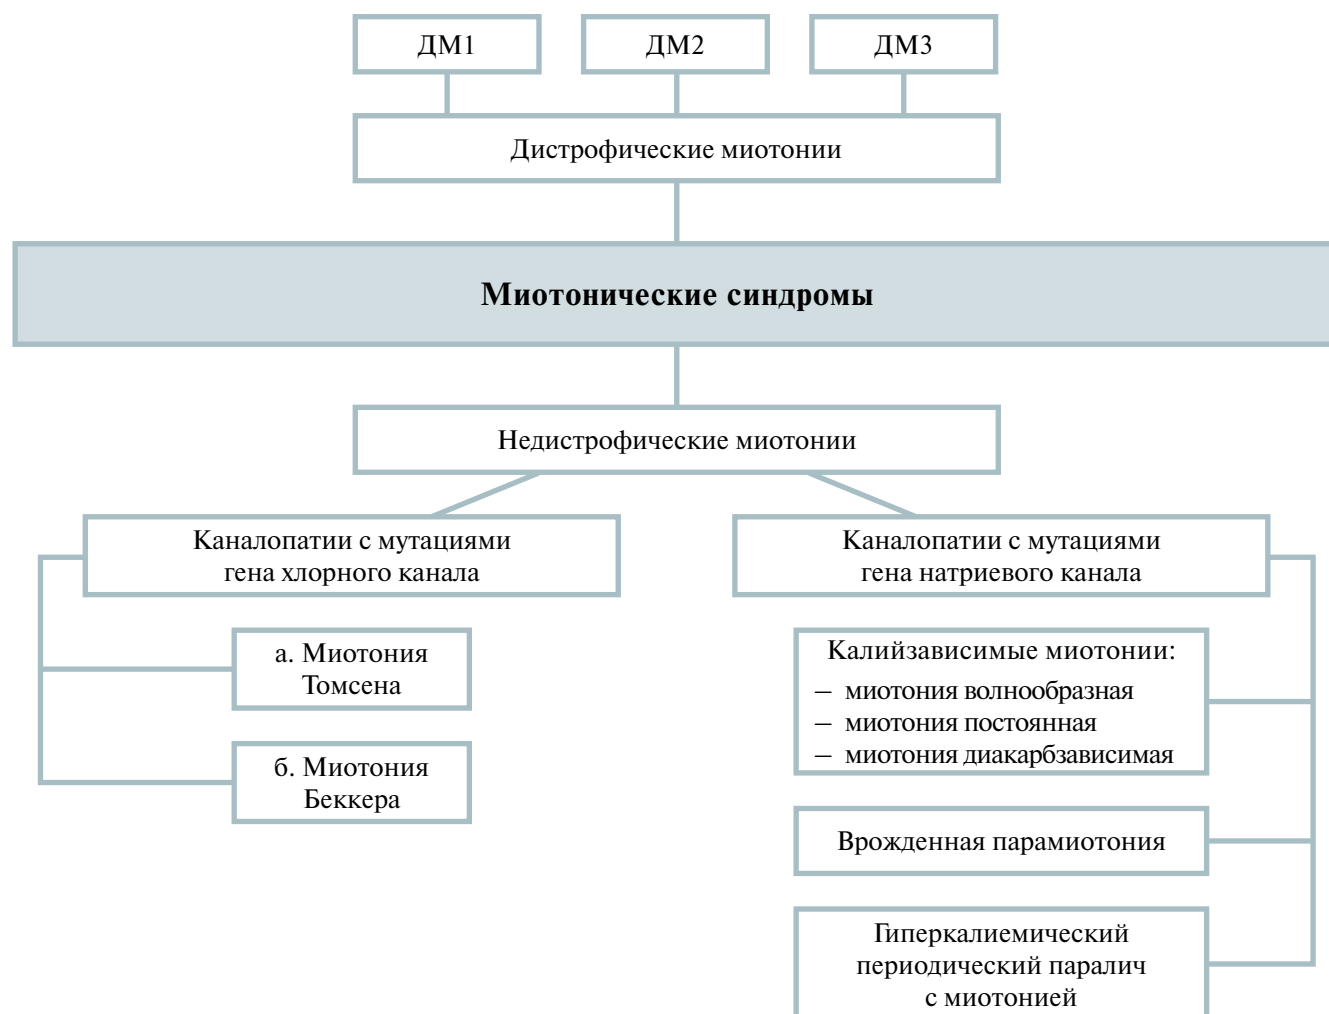 ДМ1
ДМ2
ДМ3
Дистрофические миотонии
Миотонические синдромы
Недистрофические миотонии
Каналопатии с мутациями
гена хлорного канала
а. Миотония
Томсена
б. Миотония
Беккера
Каналопатии с мутациями
гена натриевого канала
Калийзависимые миотонии:
– миотония волнообразная
– миотония постоянная
– миотония диакарбзависимая
Врожденная парамиотония
Гиперкалиемический
периодический паралич
с миотонией